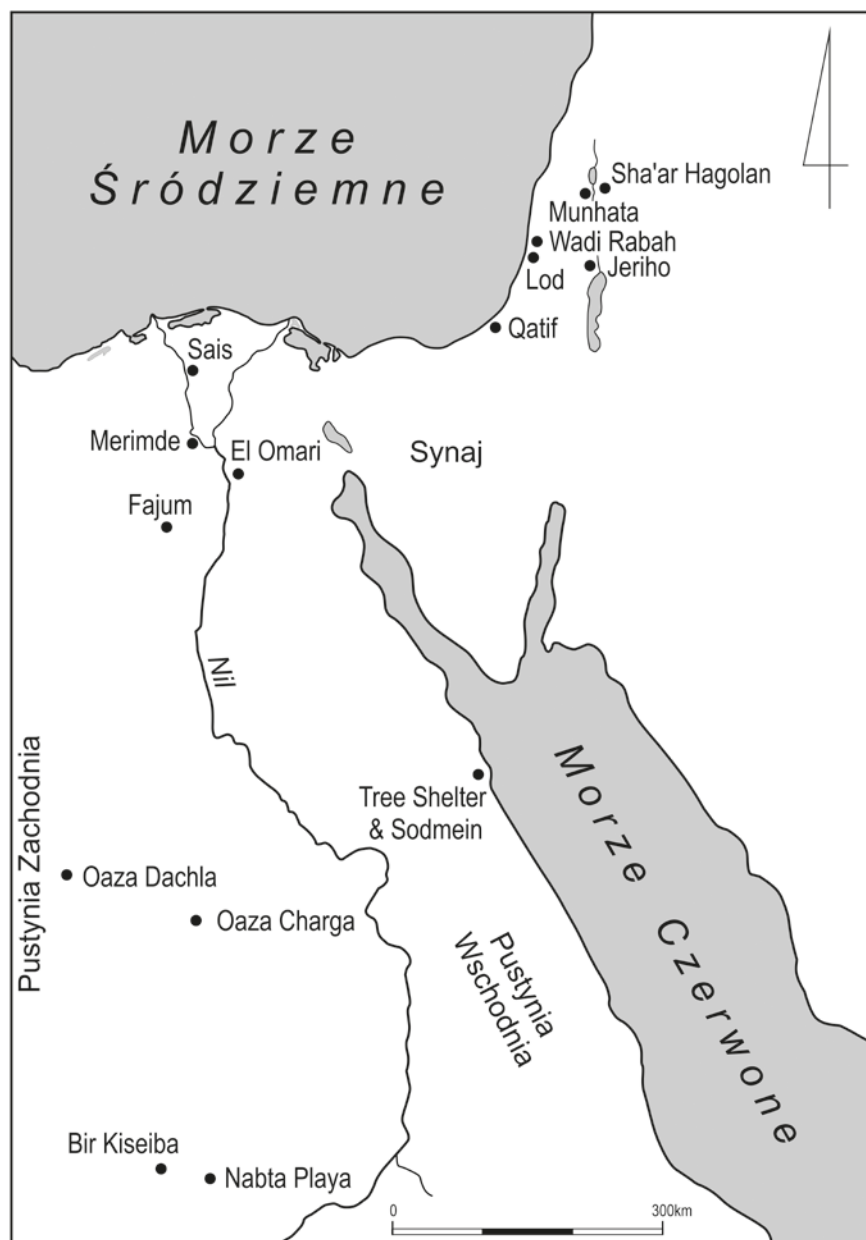 Morze
Śródziemne
Sha'ar Hagolan
Munhata
Wadi Rabah
Lod
Jeriho
Qatif
Sais
Merimde
El Omari
Synaj
Fajum
Nil
Pustynia Zachodnia
Tree Shelter
& Sodmein
Morze Czerwone
Oaza Dachla
Oaza Charga
Pustynia
Wschodnia
Bir Kiseiba
Nabta Playa
0
300km